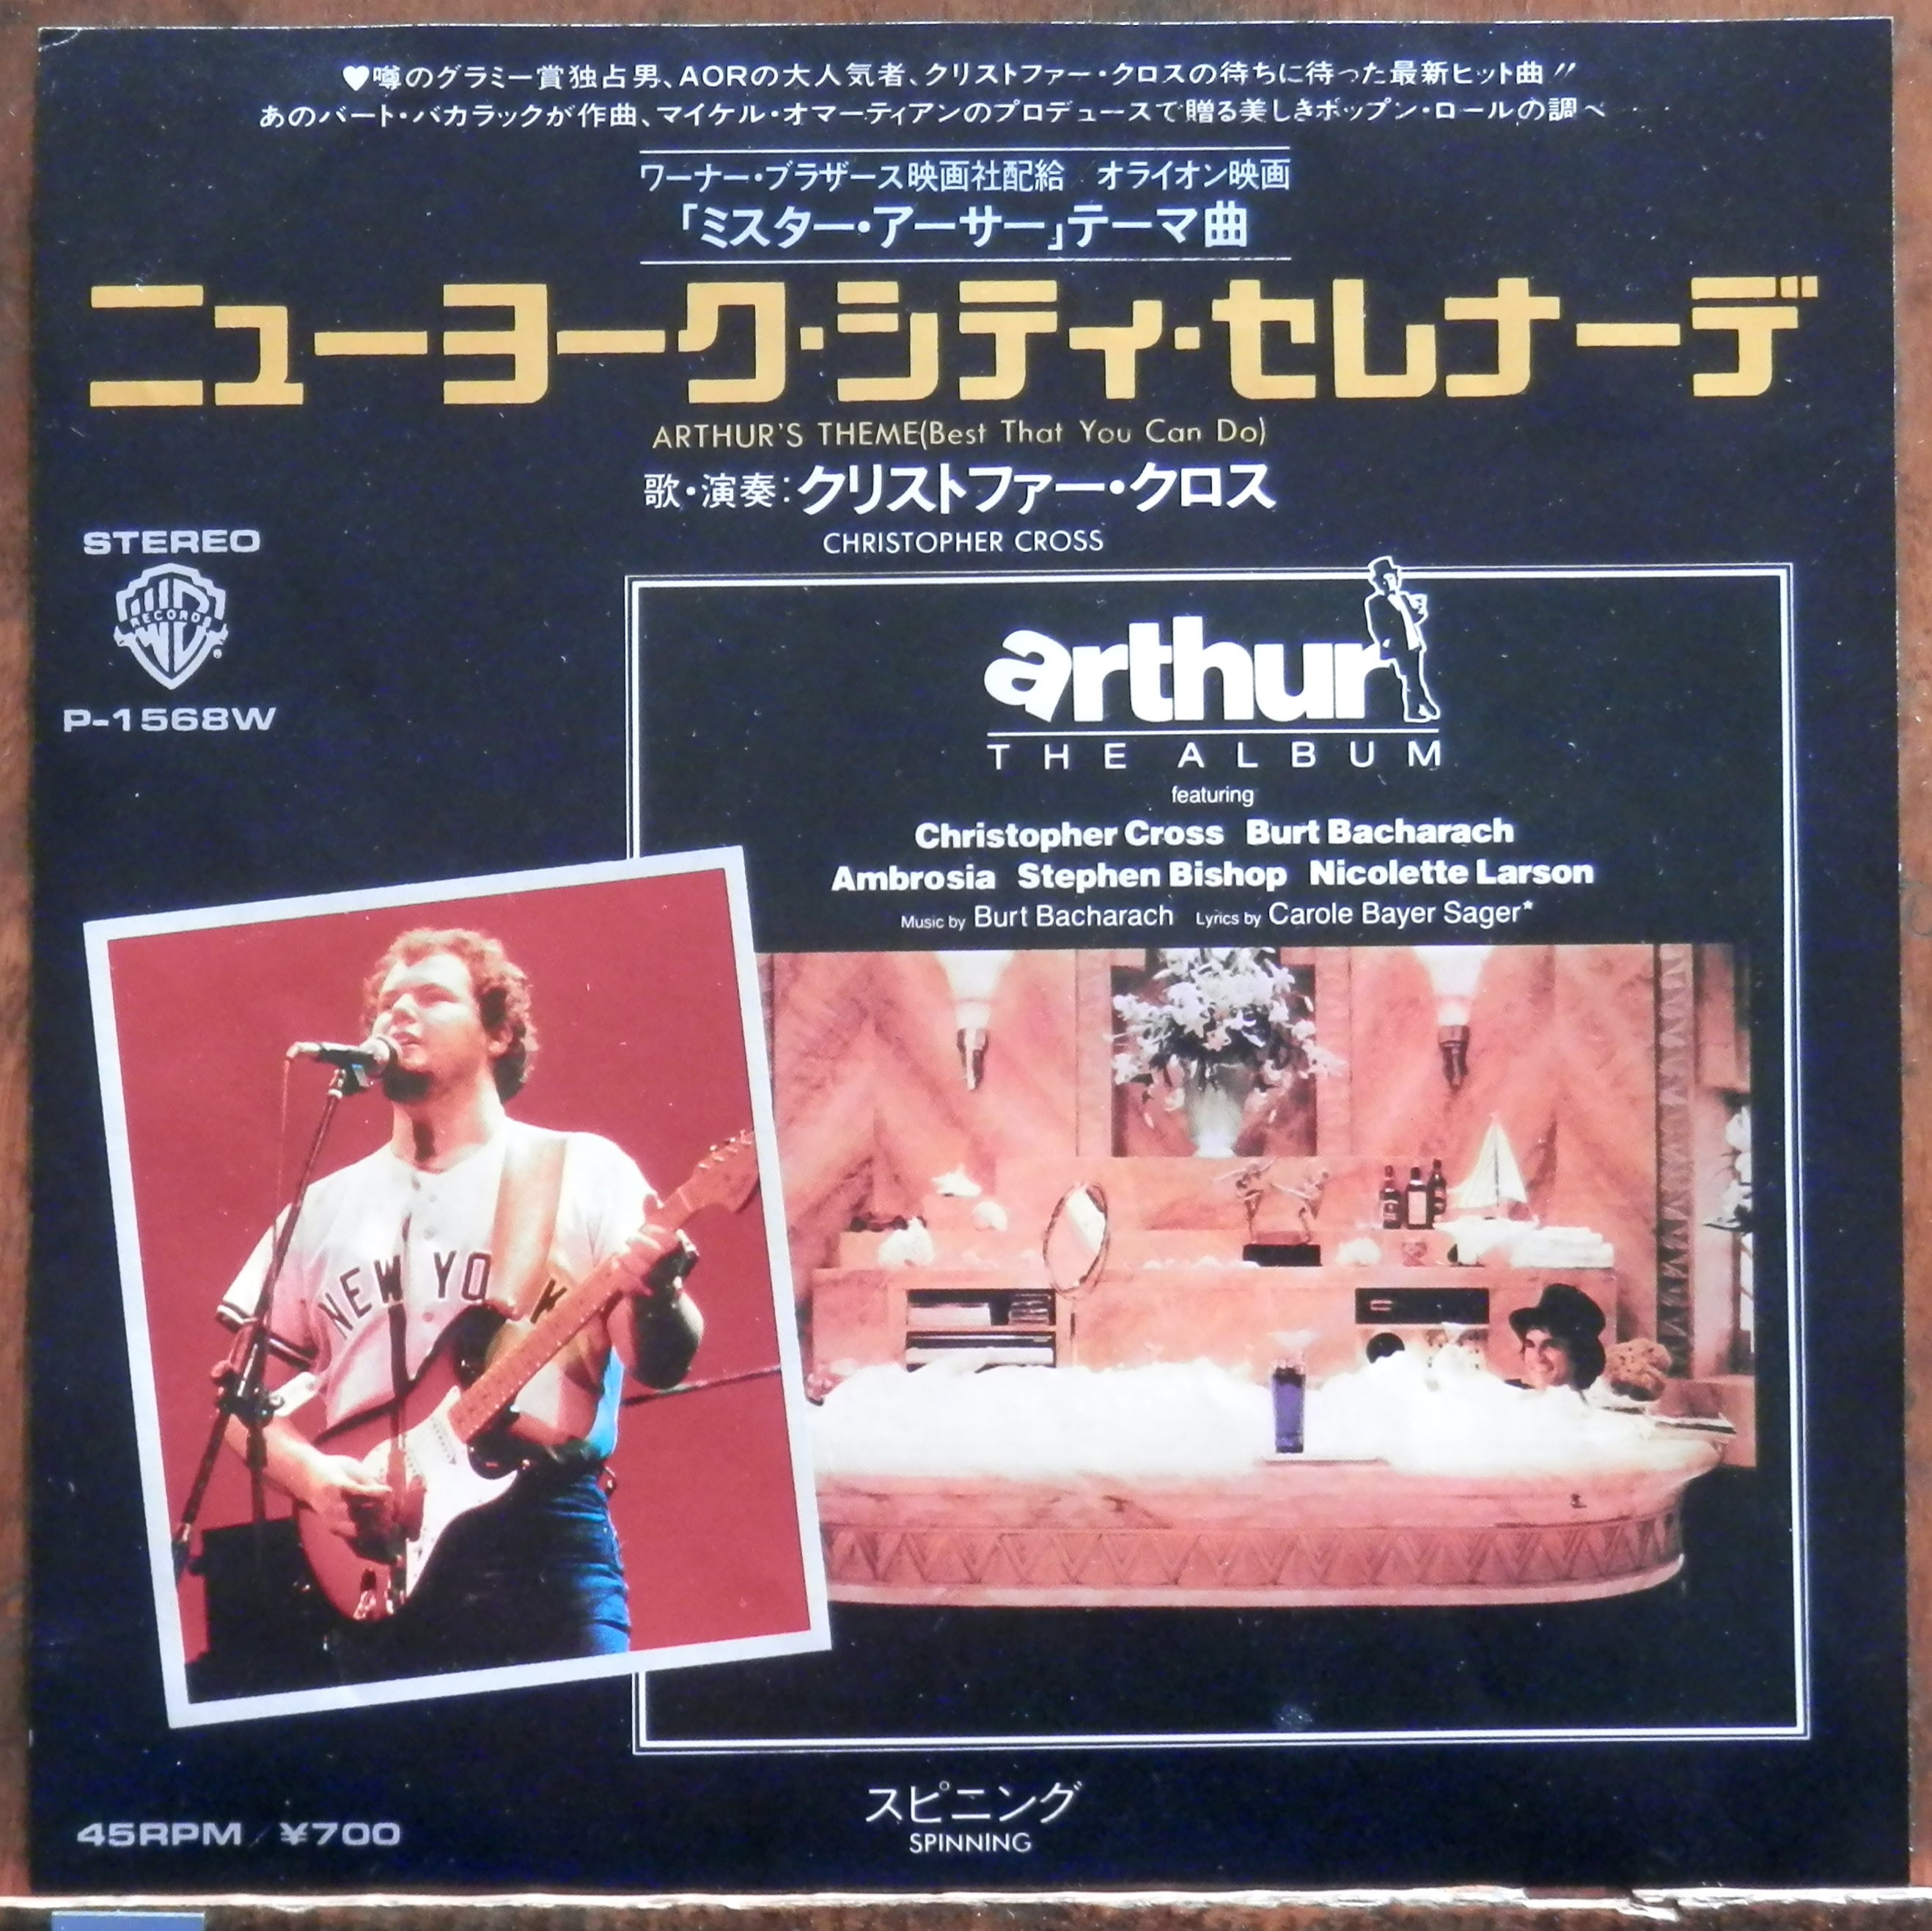 ♥噂のグラミー賞独占男、AORの大人気者、クリストファー・クロスの待ちに待った最新ヒット曲!!
あのバート・バカラックが作曲、マイケル・オマーティアンのプロデュースで贈る美しきポップン・ロールの調べ
ワーナー・ブラザース映画社配給 オライオン映画
「ミスター・アーサー」テーマ曲
ニューヨーク・シティ・セレナーデ
ARTHUR'S THEME(Best That You Can Do)
歌・演奏:クリストファー・クロス
CHRISTOPHER CROSS
STEREO
RECORDS
P-1568W
arthur
THE ALBUM
featuring
Christopher Cross Burt Bacharach
Ambrosia Stephen Bishop Nicolette Larson
Music by Burt Bacharach Lyrics by Carole Bayer Sager*
NEW YO K
スピニング
SPINNING
45RPM / ¥700